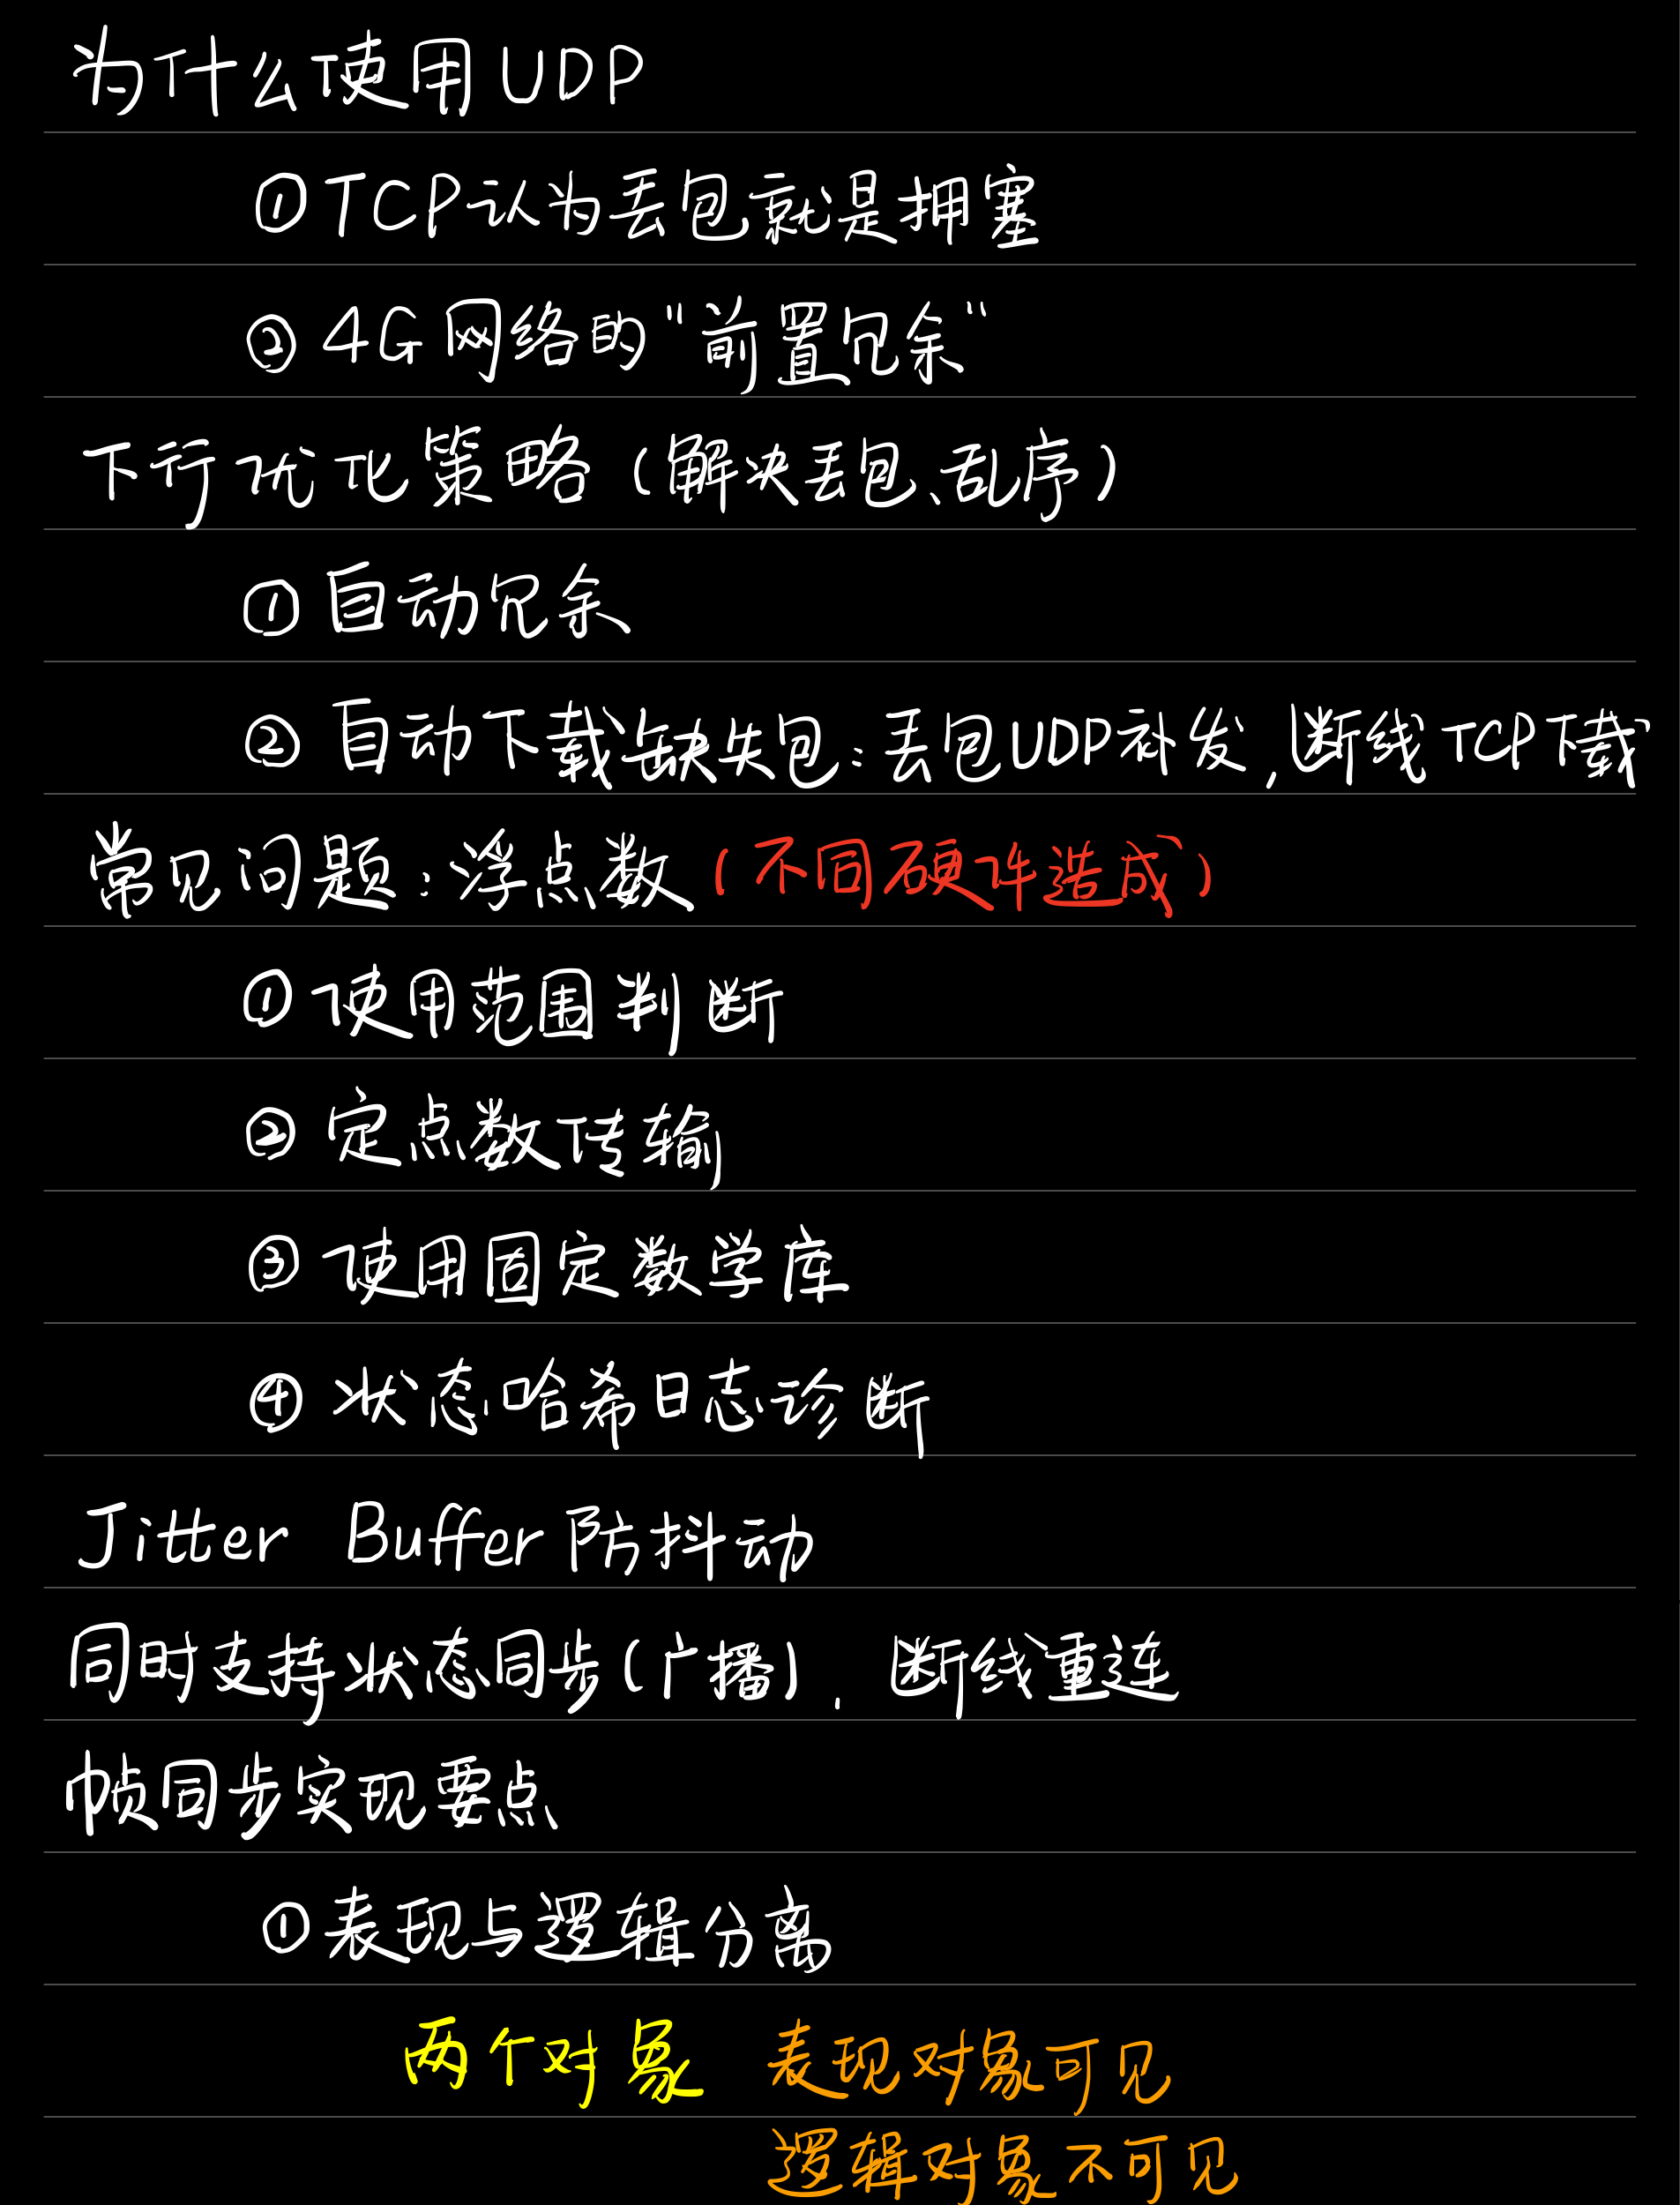 为什么使用UDP
①TCP认为丢包就是拥塞
②4G网络的"前置冗余"
下行优化策略(解决丢包、乱序)
①自动冗余
②自动下载缺失包:丢包UDP补发,断线TCP下载
常见问题:浮点数(不同硬件造成)
①使用范围判断
②定点数传输
③使用固定数学库
④状态哈希日志诊断
Jitter Buffer防抖动
同时支持状态同步(广播),断线重连
帧同步实现要点
①表现与逻辑分离
两个对象 表现对象可见
逻辑对象不可见